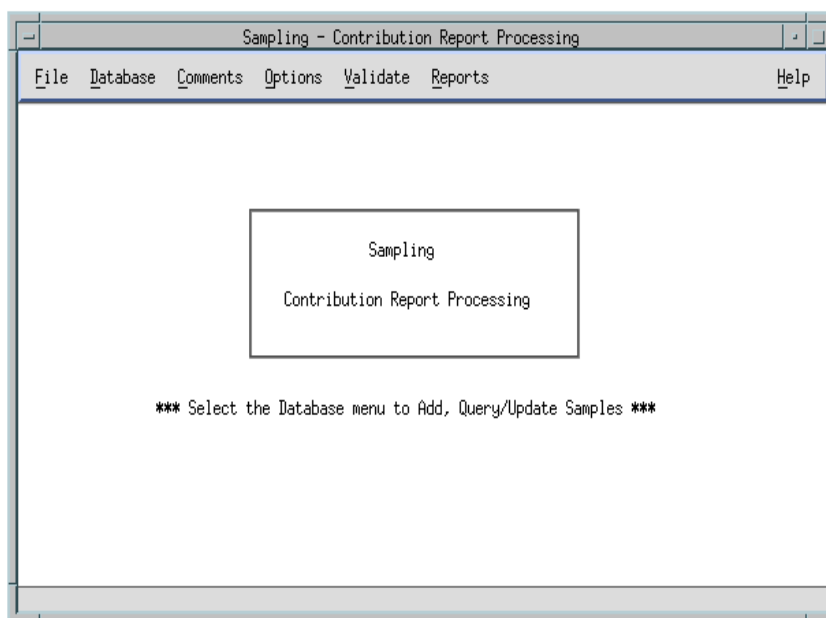 Sampling - Contribution Report Processing
File Database Comments Options Validate Reports Help
Sampling
Contribution Report Processing
*** Select the Database menu to Add, Query/Update Samples ***